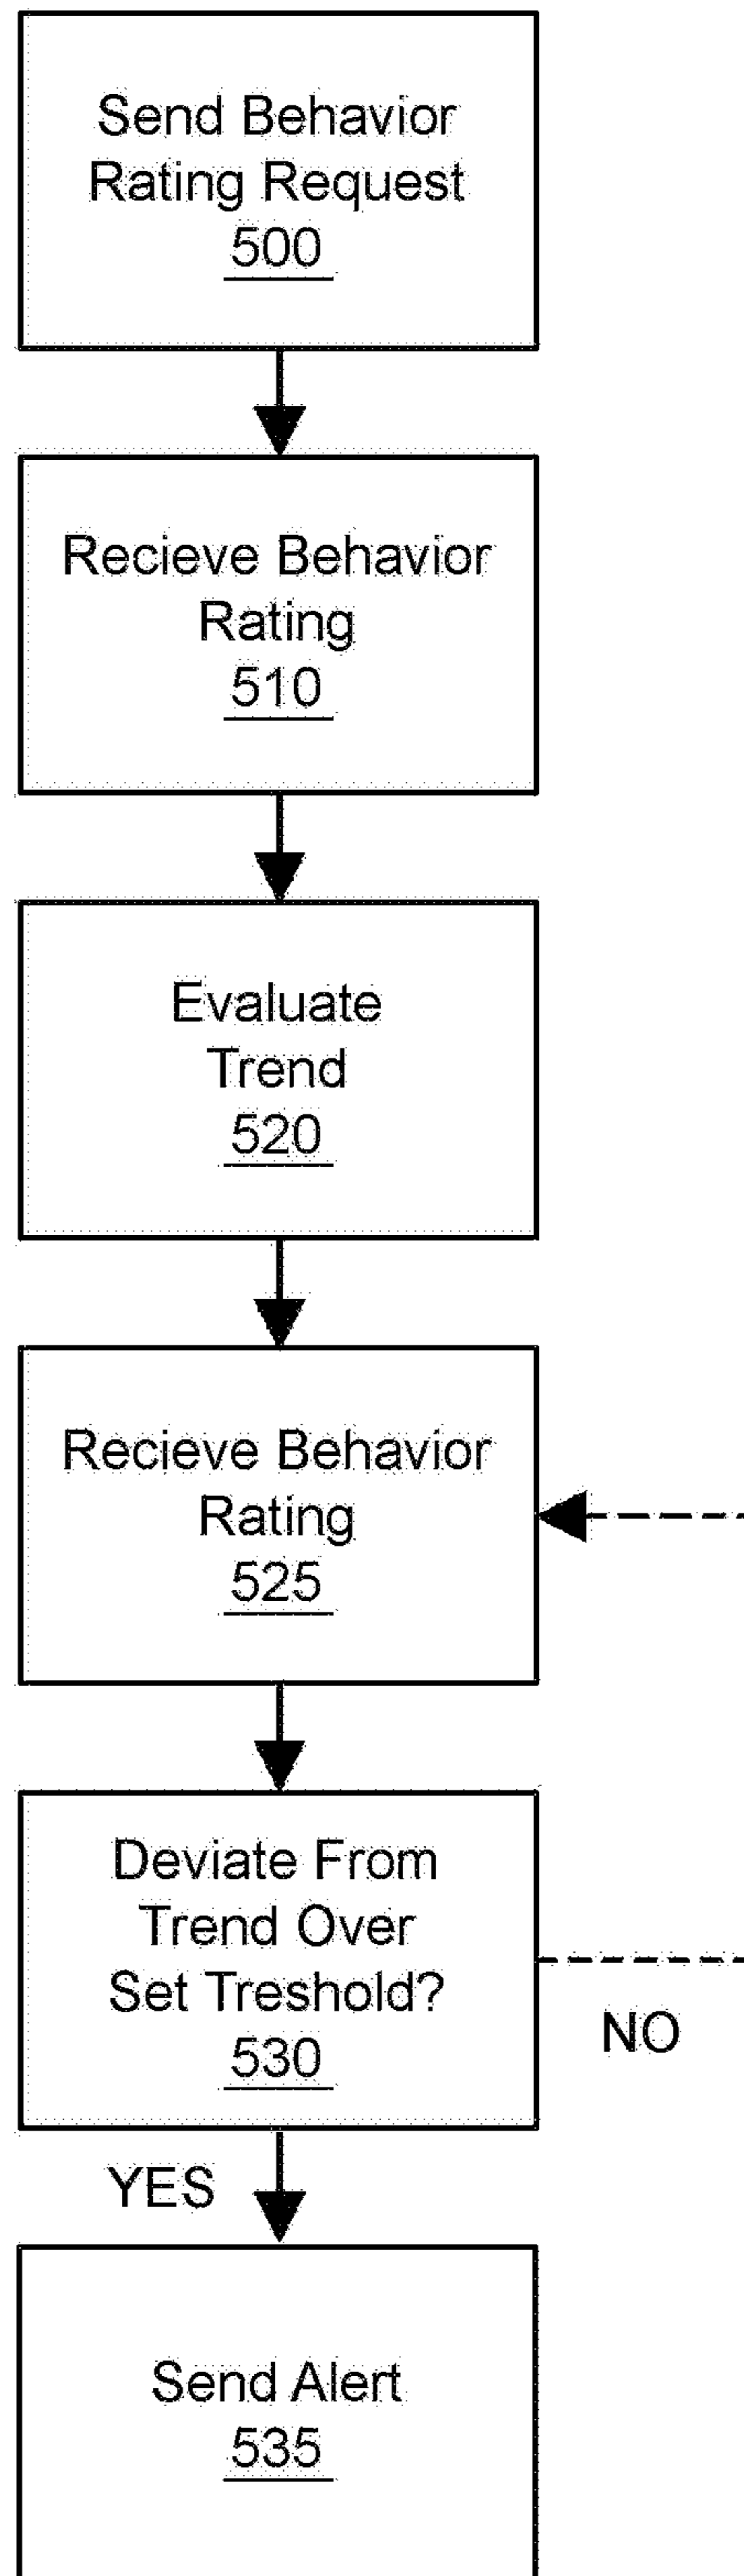 Send Behavior
Rating Request
500
Recieve Behavior
Rating
510
Evaluate
Trend
520
Recieve Behavior
Rating
525
Deviate From
Trend Over
Set Treshold?
530
NO
YES
Send Alert
535